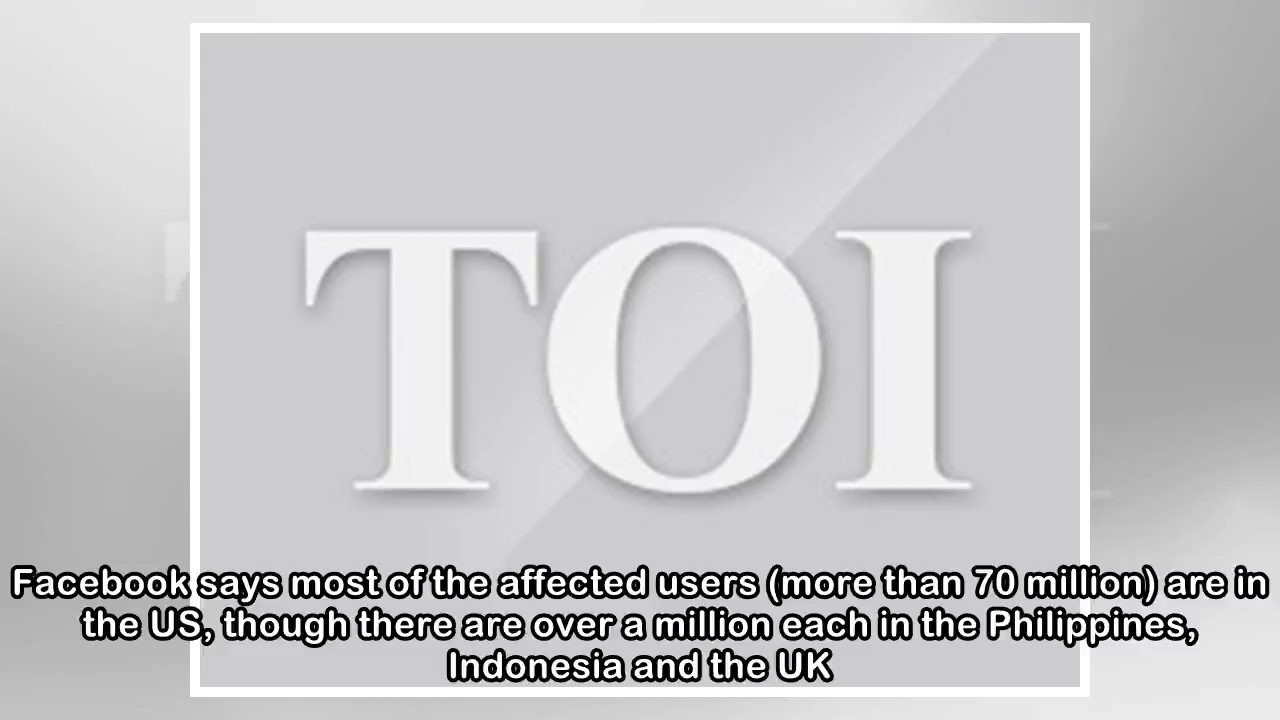 TOI
Facebook says most of the affected users (more than 70 million) are in
the US, though there are over a million each in the Philippines,
Indonesia and the UK